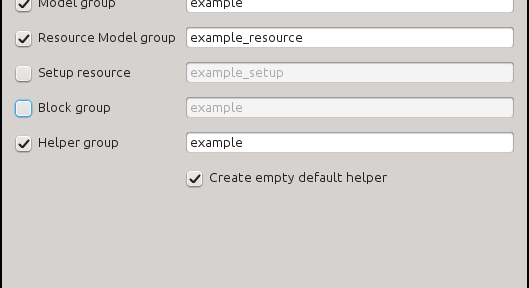 Model group example
Resource Model group example_resource
Setup resource example_setup
Block group example
Helper group example
Create empty default helper